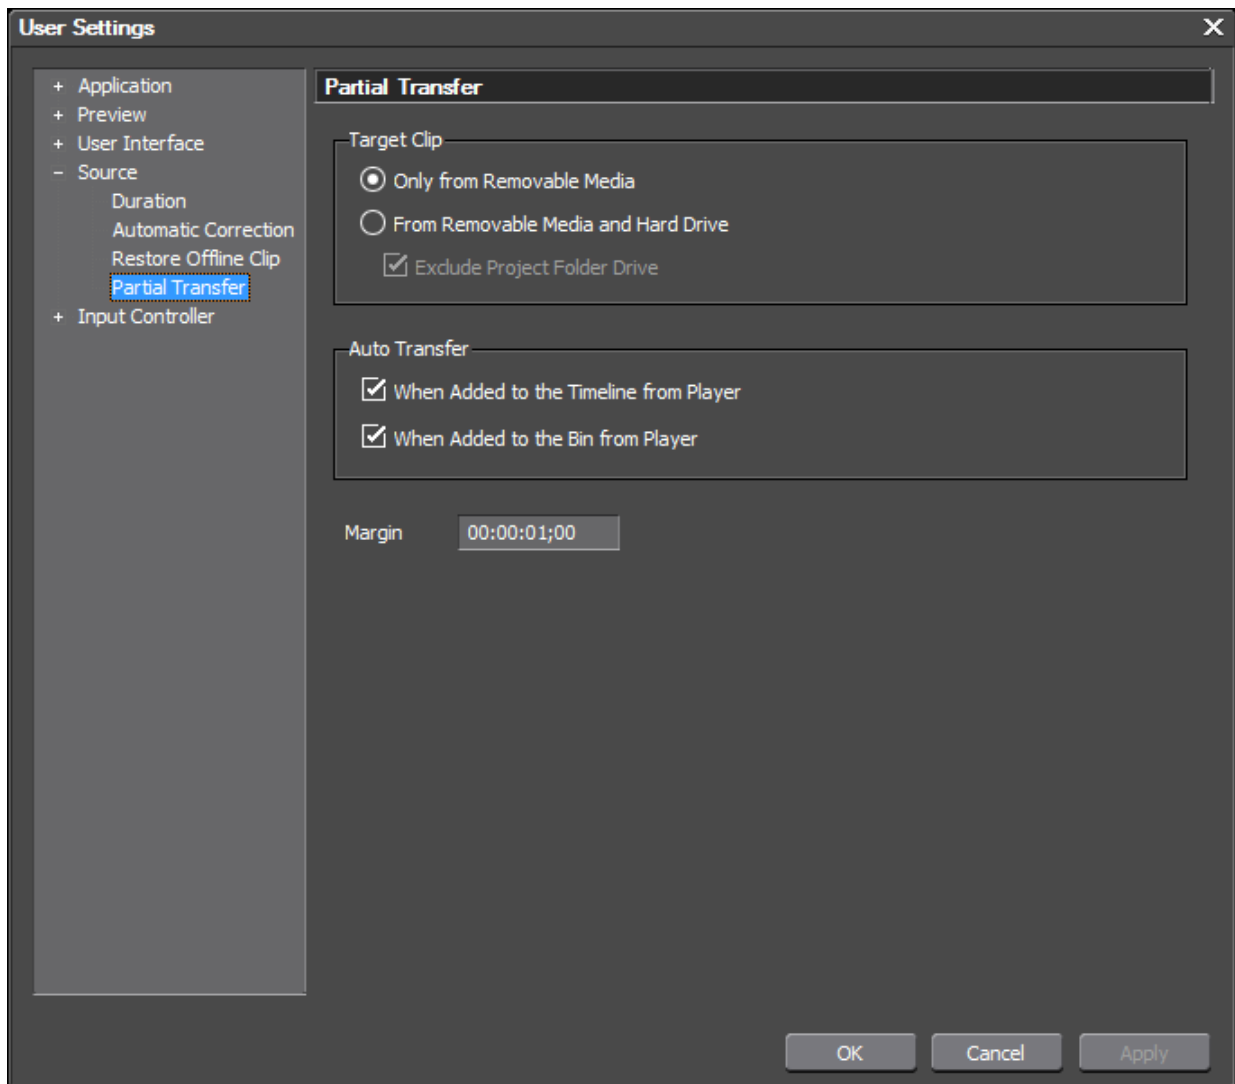 User Settings
+ Application
+ Preview
+ User Interface
− Source
Duration
Automatic Correction
Restore Offline Clip
Partial Transfer
+ Input Controller
Partial Transfer
Target Clip
Only from Removable Media
From Removable Media and Hard Drive
Exclude Project Folder Drive
Auto Transfer
When Added to the Timeline from Player
When Added to the Bin from Player
Margin 00:00:01;00
OK Cancel Apply